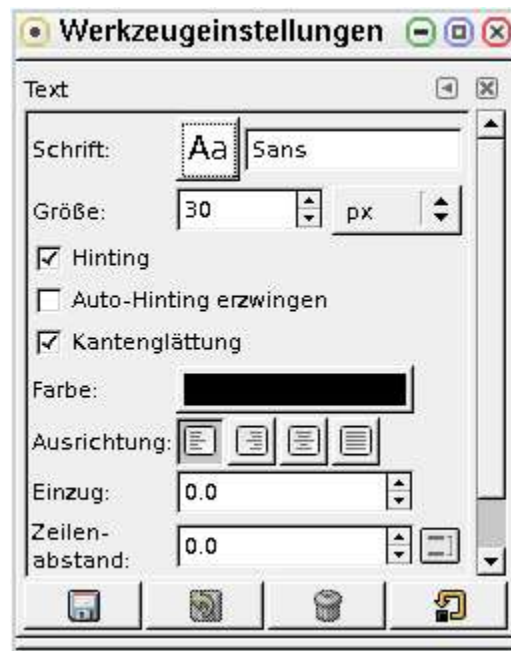 Werkzeugeinstellungen
Text
Schrift: Aa Sans
Größe: 30 px
Hinting
Auto-Hinting erzwingen
Kantenglättung
Farbe:
Ausrichtung:
Einzug: 0.0
Zeilen-
abstand: 0.0